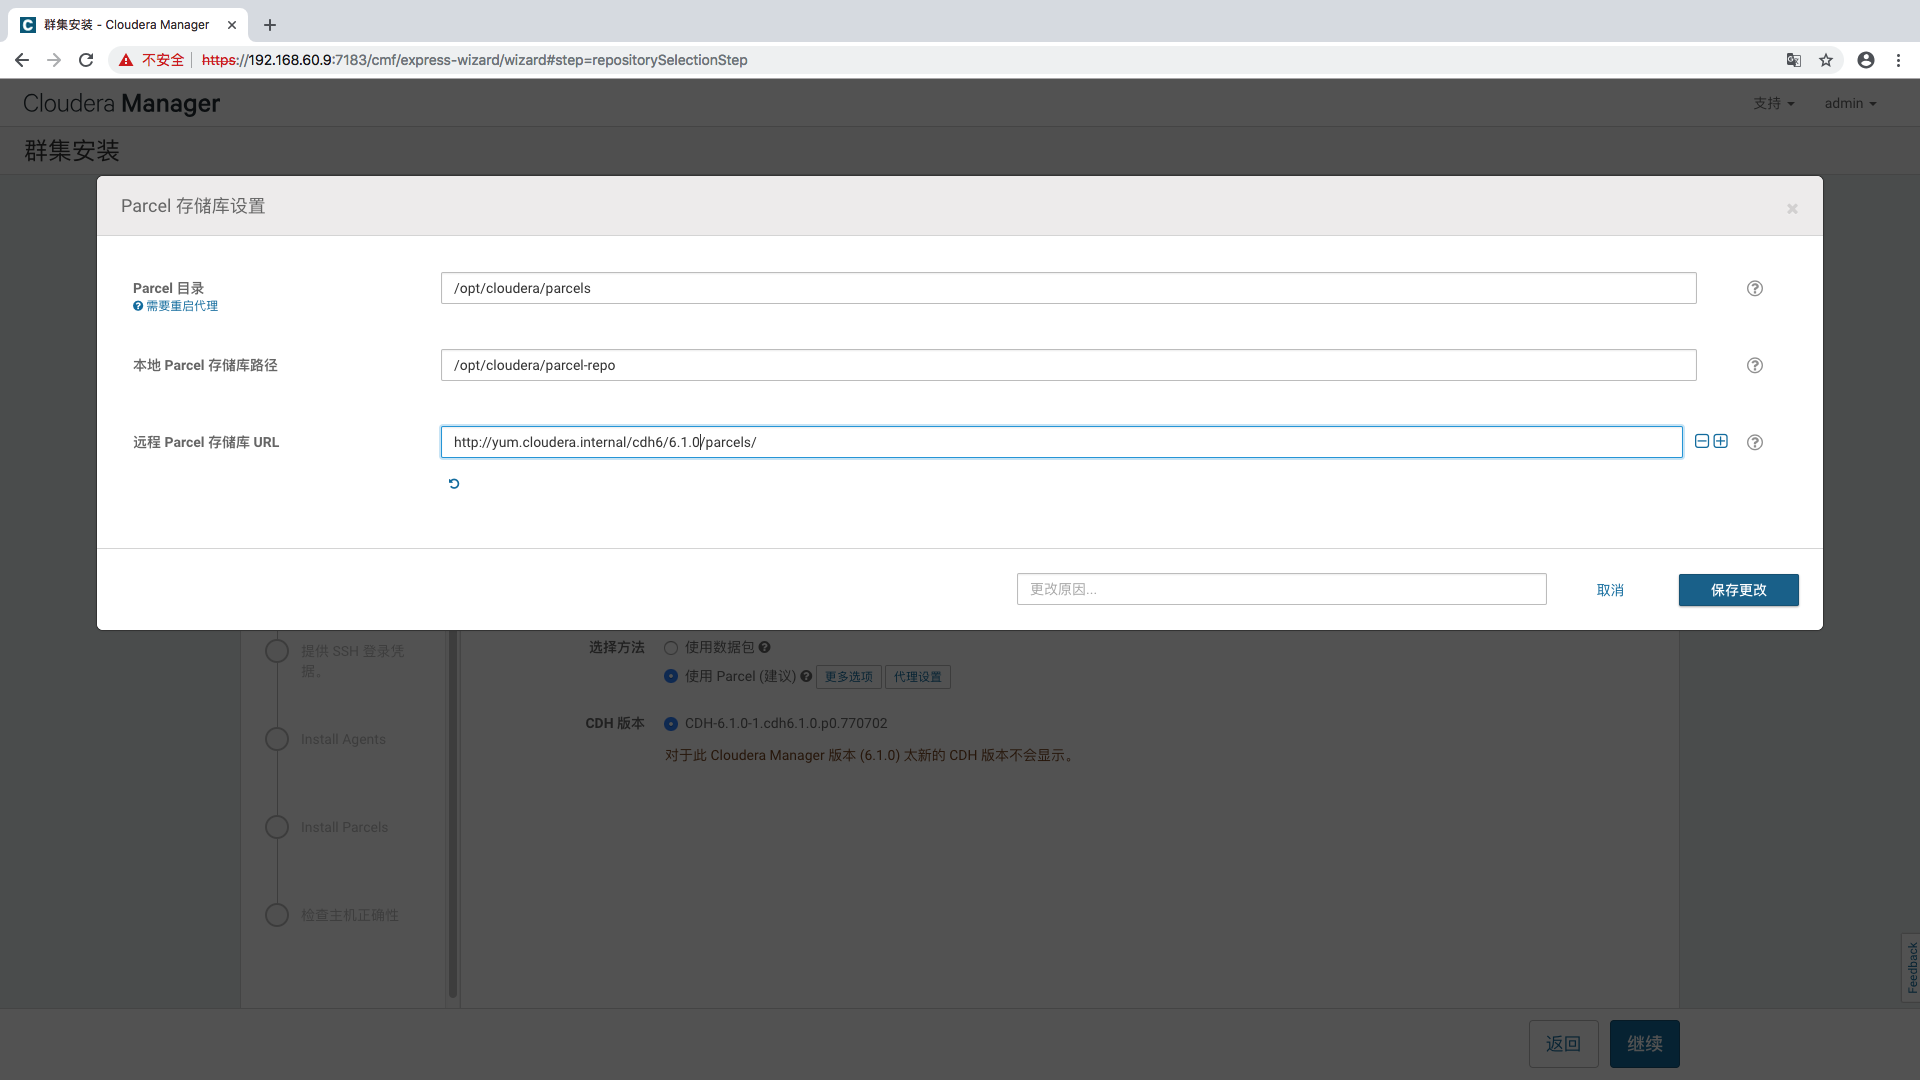 群集安装 - Cloudera Manager
不安全 https://192.168.60.9:7183/cmf/express-wizard/wizard#step=repositorySelectionStep
Cloudera Manager
支持 admin
群集安装
Parcel 存储库设置
Parcel 目录
/opt/cloudera/parcels
需要重启代理
本地 Parcel 存储库路径
/opt/cloudera/parcel-repo
远程 Parcel 存储库 URL
http://yum.cloudera.internal/cdh6/6.1.0/parcels/
更改原因...
取消
保存更改
提供 SSH 登录凭
据。
Install Agents
Install Parcels
检查主机正确性
选择方法
使用数据包
使用 Parcel (建议) 更多选项 代理设置
CDH 版本 CDH-6.1.0-1.cdh6.1.0.p0.770702
对于此 Cloudera Manager 版本 (6.1.0) 太新的 CDH 版本不会显示。
Feedback
返回
继续